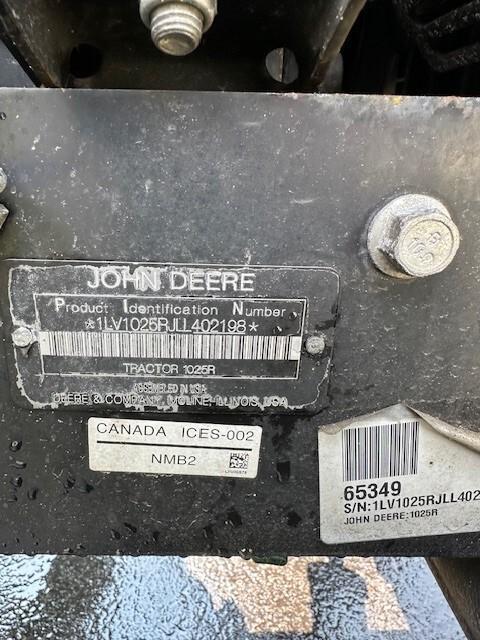 JOHN DEERE
Product Identification Number
*1LV1025RJLL402198*
TRACTOR 1025R
ASSEMBLED IN USA
DEERE & COMPANY, MOLINE, ILLINOIS, USA
CANADA ICES-002
NMB2
65349
S/N:1LV1025RJLL402
JOHN DEERE:1025R